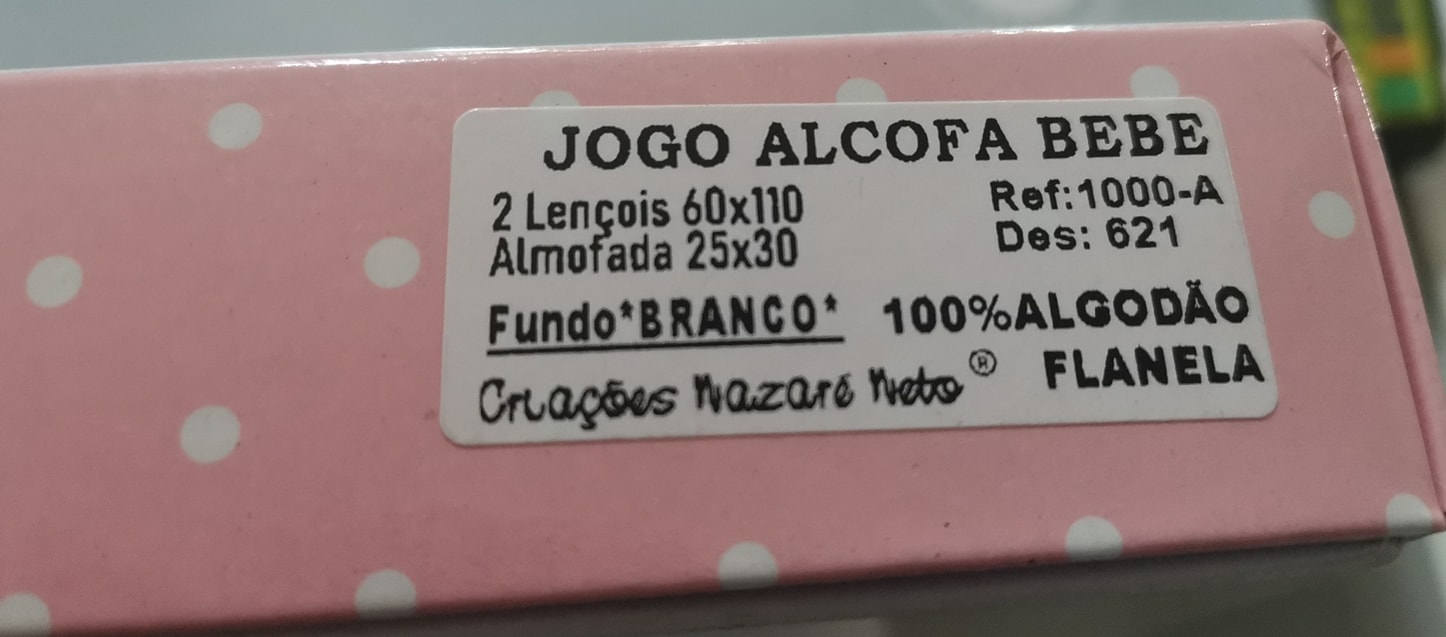 JOGO ALCOFA BEBE
2 Lençois 60x110
Almofada 25x30
Ref:1000-A
Des: 621
Fundo*BRANCO*
100%ALGODÃO
FLANELA
Criações Nazaré Neto®